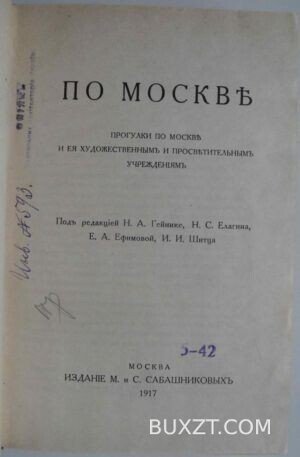 ПО МОСКВѢ
ПРОГУЛКИ ПО МОСКВѢ
И ЕЯ ХУДОЖЕСТВЕННЫМЪ И ПРОСВѢТИТЕЛЬНЫМЪ
УЧРЕЖДЕНІЯМЪ
Подъ редакціей Н. А. Гейнике, Н. С. Елагина,
Е. А. Ефимовой, И. И. Шитца
5-42
МОСКВА
ИЗДАНІЕ М. и С. САБАШНИКОВЫХЪ
1917
BUXZT.COM